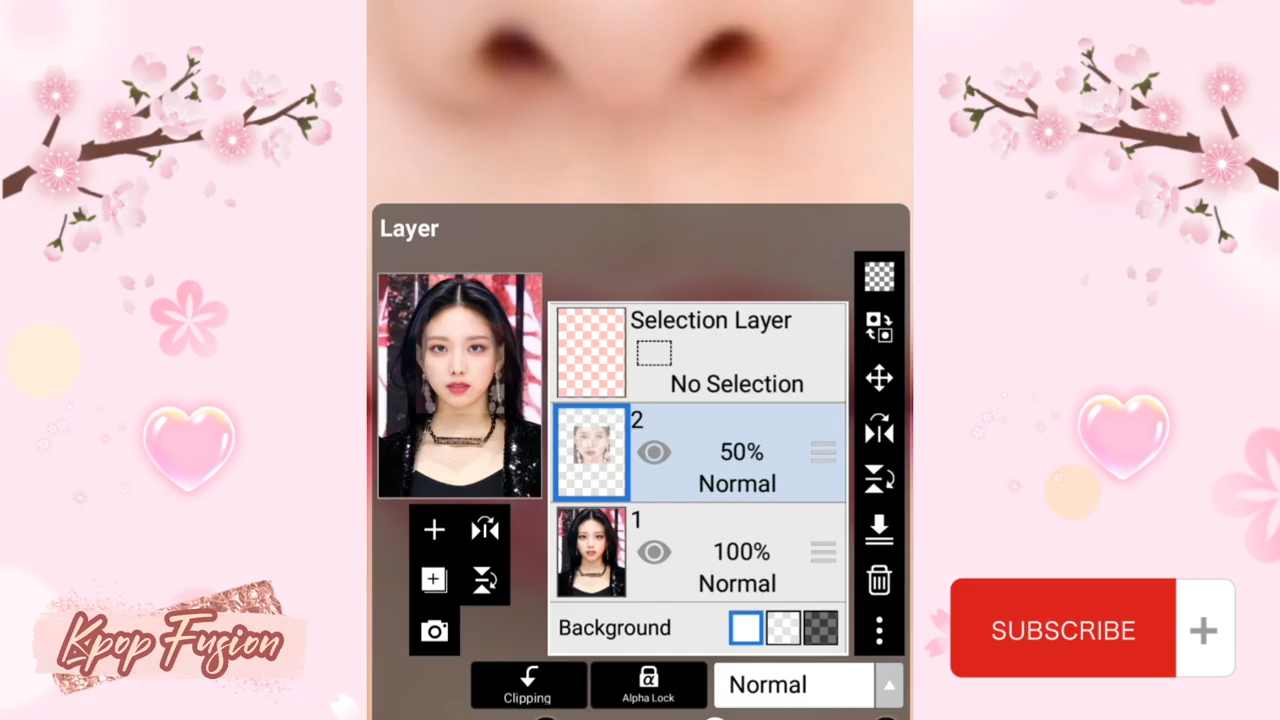 Layer
Selection Layer
No Selection
2
50%
Normal
1
100%
Normal
Background
Clipping
Alpha Lock
Normal
Kpop Fusion
SUBSCRIBE